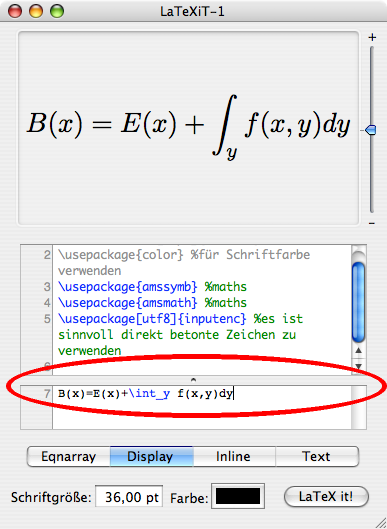 LaTeXiT-1
+
B(x) = E(x) + ∫_y f(x, y)dy
−
2 \usepackage{color} %für Schriftfarbe
verwenden
3 \usepackage{amssymb} %maths
4 \usepackage{amsmath} %maths
5 \usepackage[utf8]{inputenc} %es ist
sinnvoll direkt betonte Zeichen zu
verwenden
6
7 B(x)=E(x)+\int_y f(x,y)dy
Eqnarray Display Inline Text
Schriftgröße: 36,00 pt Farbe: LaTeX it!